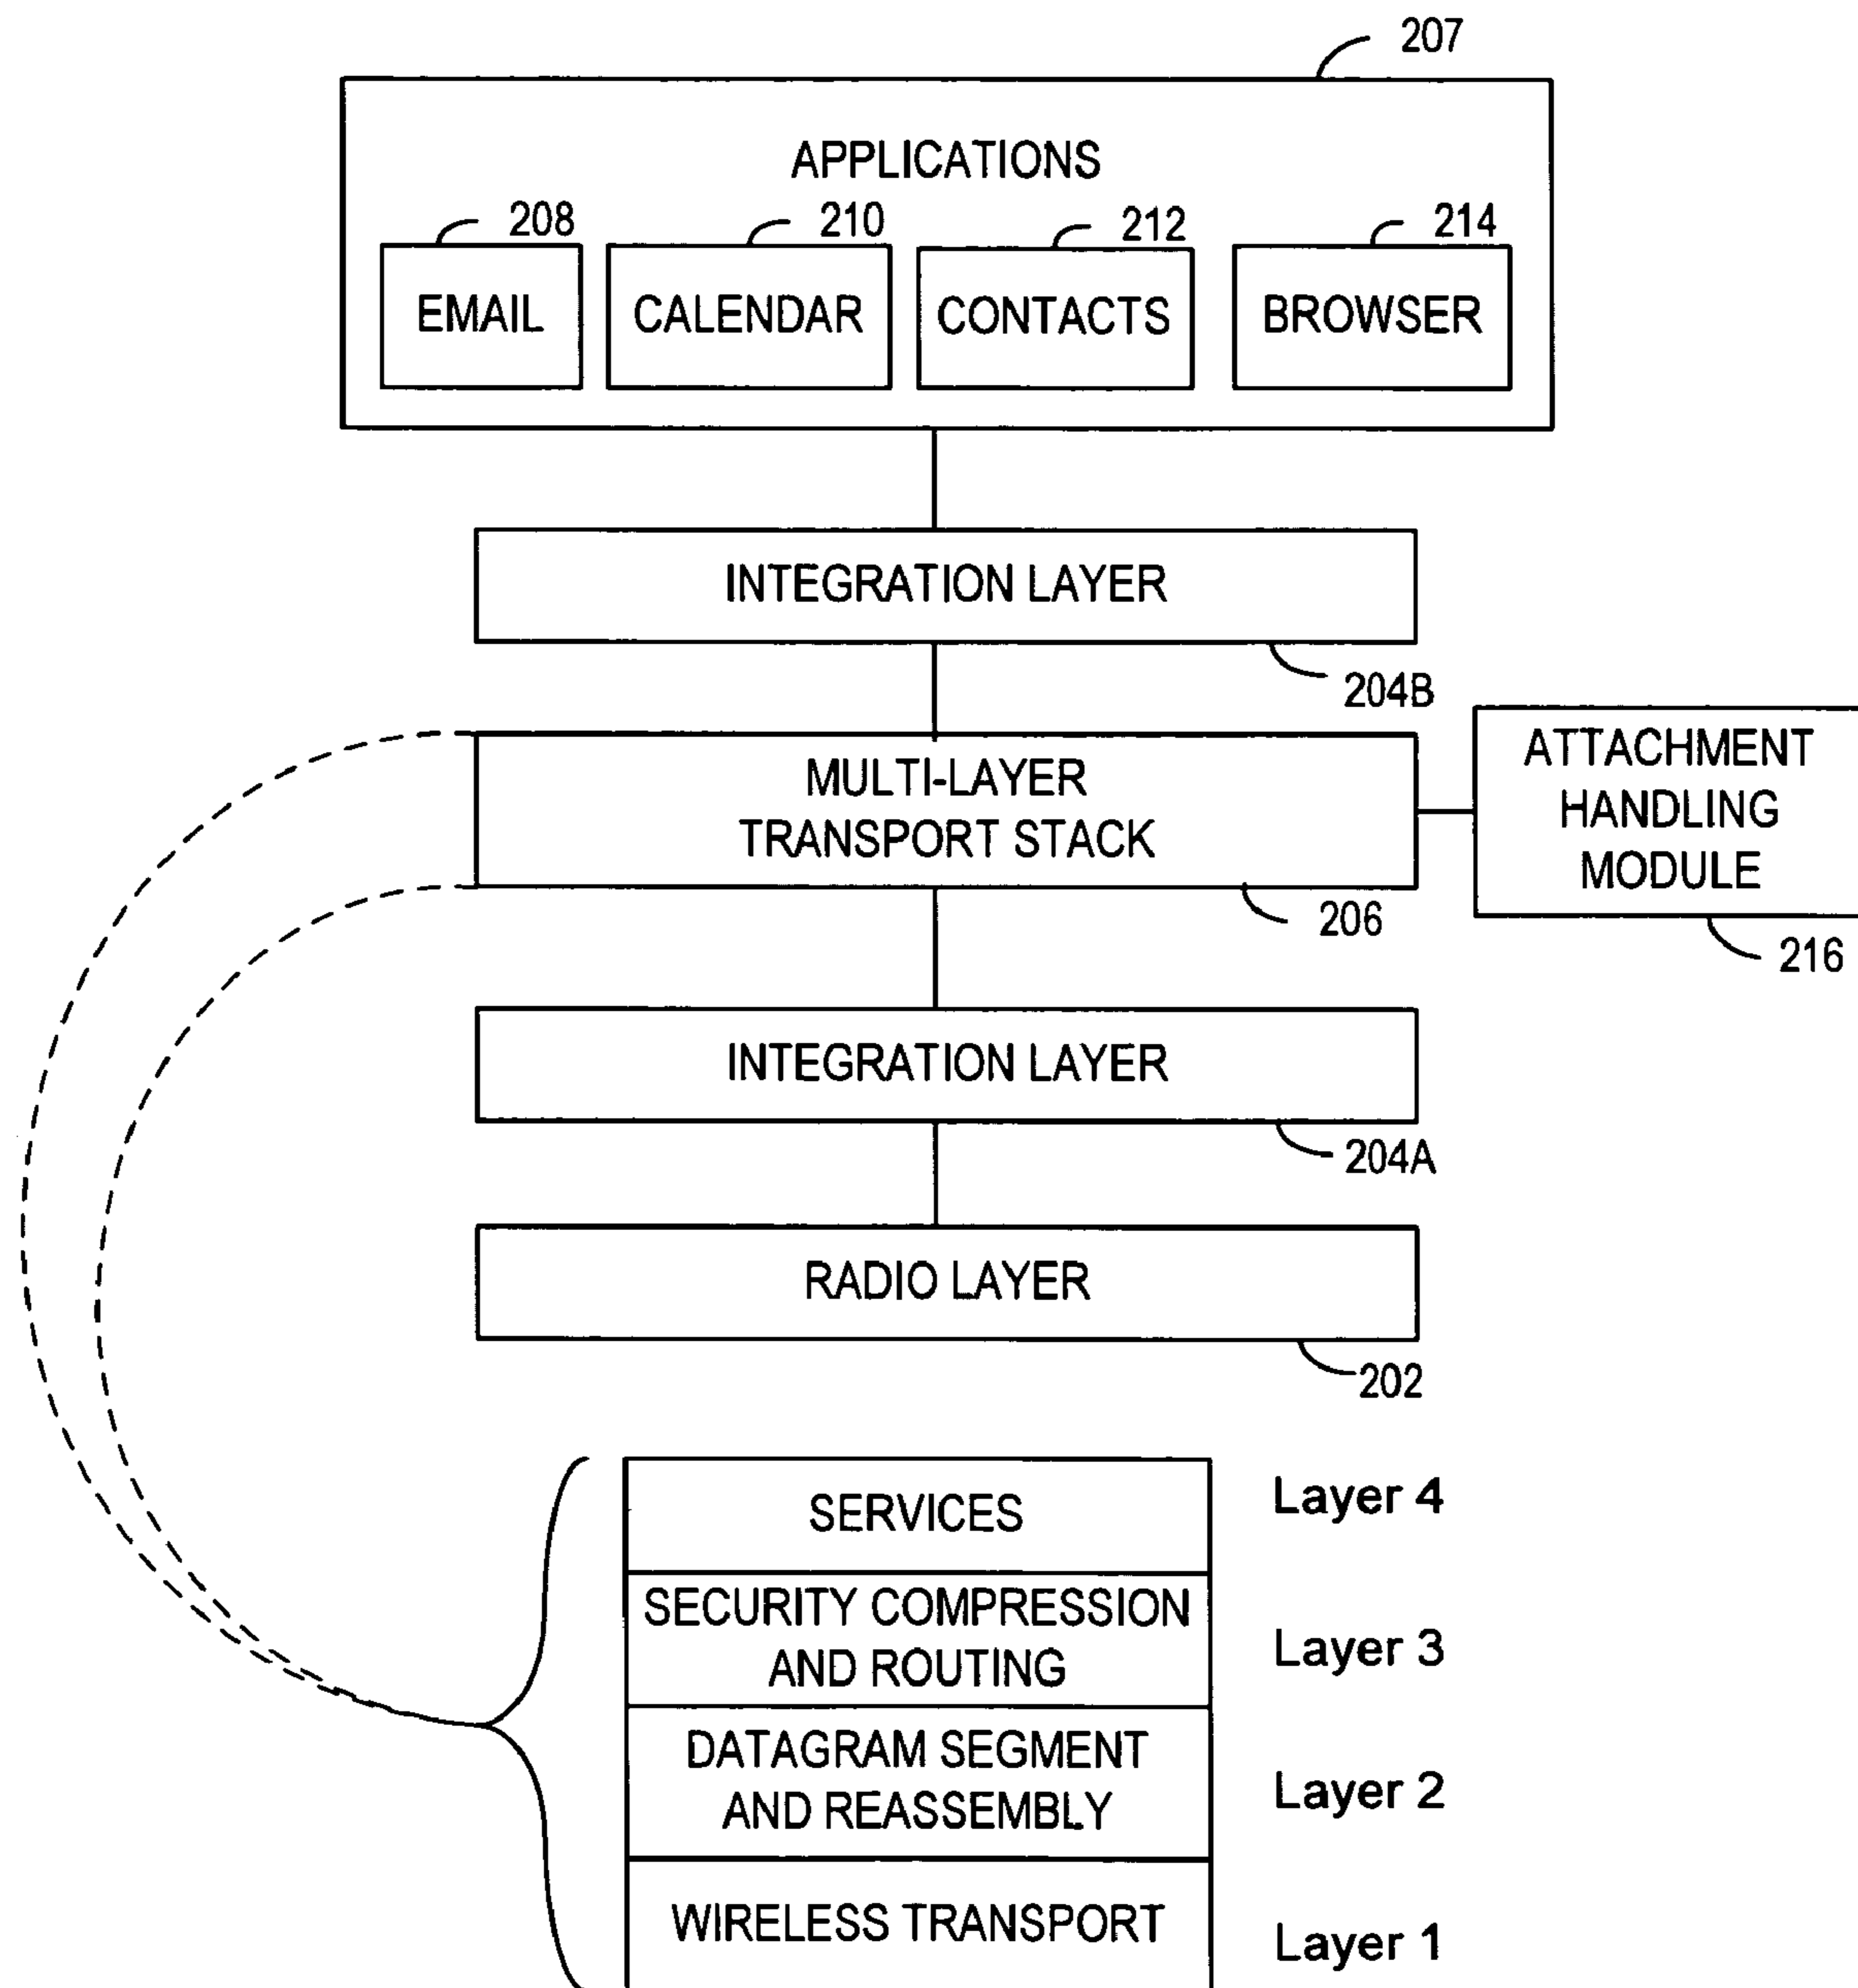 207
APPLICATIONS
208
210
212
214
EMAIL
CALENDAR
CONTACTS
BROWSER
INTEGRATION LAYER
204B
MULTI-LAYER
TRANSPORT STACK
206
ATTACHMENT
HANDLING
MODULE
216
INTEGRATION LAYER
204A
RADIO LAYER
202
SERVICES
Layer 4
SECURITY COMPRESSION
AND ROUTING
Layer 3
DATAGRAM SEGMENT
AND REASSEMBLY
Layer 2
WIRELESS TRANSPORT
Layer 1